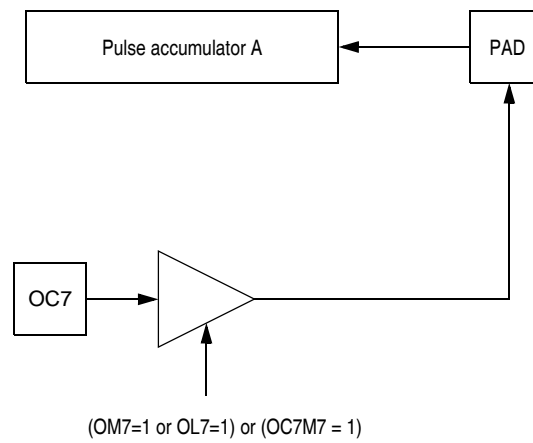 Pulse accumulator A
PAD
OC7
(OM7=1 or OL7=1) or (OC7M7 = 1)